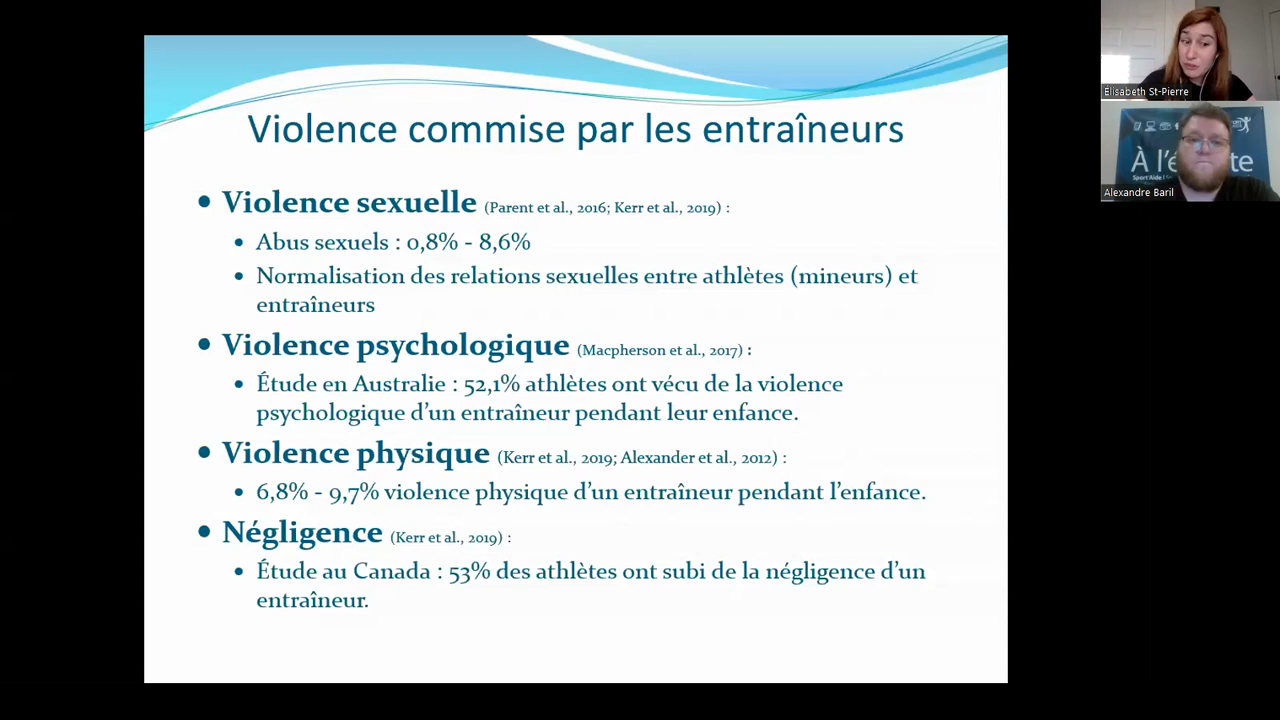 Violence commise par les entraîneurs
• Violence sexuelle (Parent et al., 2016; Kerr et al., 2019) :
• Abus sexuels : 0,8% - 8,6%
• Normalisation des relations sexuelles entre athlètes (mineurs) et
entraîneurs
• Violence psychologique (Macpherson et al., 2017) :
• Étude en Australie : 52,1% athlètes ont vécu de la violence
psychologique d’un entraîneur pendant leur enfance.
• Violence physique (Kerr et al., 2019; Alexander et al., 2012) :
• 6,8% - 9,7% violence physique d’un entraîneur pendant l’enfance.
• Négligence (Kerr et al., 2019) :
• Étude au Canada : 53% des athlètes ont subi de la négligence d’un
entraîneur.
Élisabeth St-Pierre
À l'é te
Sport'Aide
Alexandre Baril